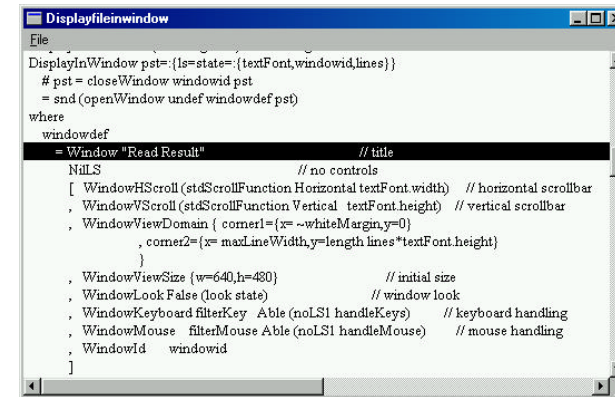 Displayfileinwindow
File
DisplayInWindow pst=:{ls=state=:{textFont,windowid,lines}}
# pst = closeWindow windowid pst
= snd (openWindow undef windowdef pst)
where
windowdef
= Window "Read Result" // title
NilLS // no controls
[ WindowHScroll (stdScrollFunction Horizontal textFont.width) // horizontal scrollbar
, WindowVScroll (stdScrollFunction Vertical textFont.height) // vertical scrollbar
, WindowViewDomain { corner1={x= ~whiteMargin,y=0}
, corner2={x= maxLineWidth,y=length lines*textFont.height}
}
, WindowViewSize {w=640,h=480} // initial size
, WindowLook False (look state) // window look
, WindowKeyboard filterKey Able (noLS1 handleKeys) // keyboard handling
, WindowMouse filterMouse Able (noLS1 handleMouse) // mouse handling
, WindowId windowid
]